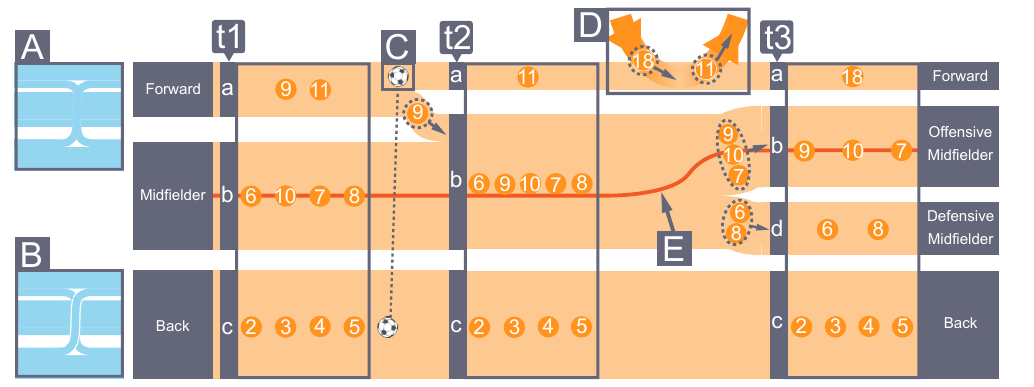 A
B
t1
C
t2
D
t3
18
11
Forward
a
9 11
9
a
11
a
18
Forward
Midfielder
b
6 10 7 8
b
6 9 10 7 8
E
9
10
7
b
9 10 7
Offensive
Midfielder
6
8
d
6 8
Defensive
Midfielder
Back
c
2 3 4 5
c
2 3 4 5
c
2 3 4 5
Back